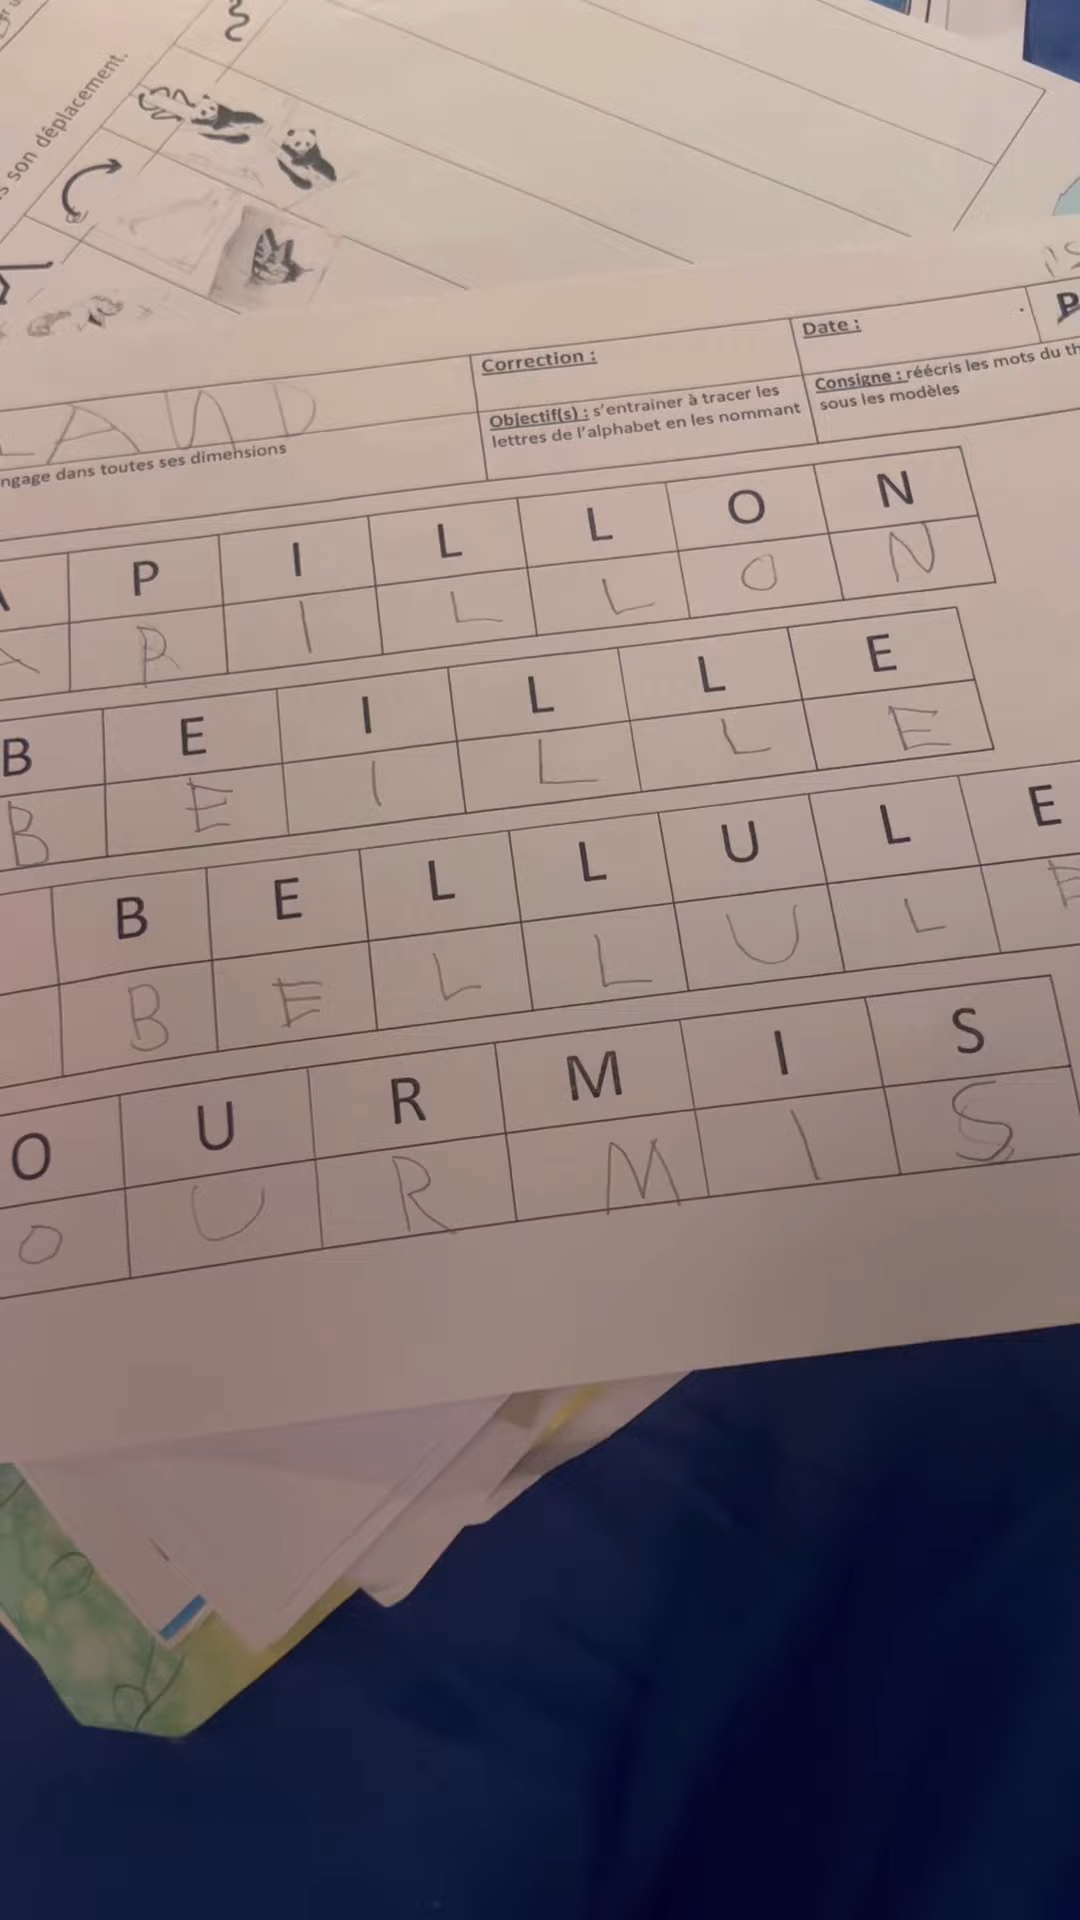 son déplacement.
LAND
Correction :
Date :
ngage dans toutes ses dimensions
Objectif(s) : s'entrainer à tracer les
lettres de l'alphabet en les nommant
Consigne : réécris les mots du th
sous les modèles
A P I L L O N
A P I L L O N
B E I L L E
B E I L L E
B E L L U L E
B E L L U L E
O U R M I S
O U R M I S